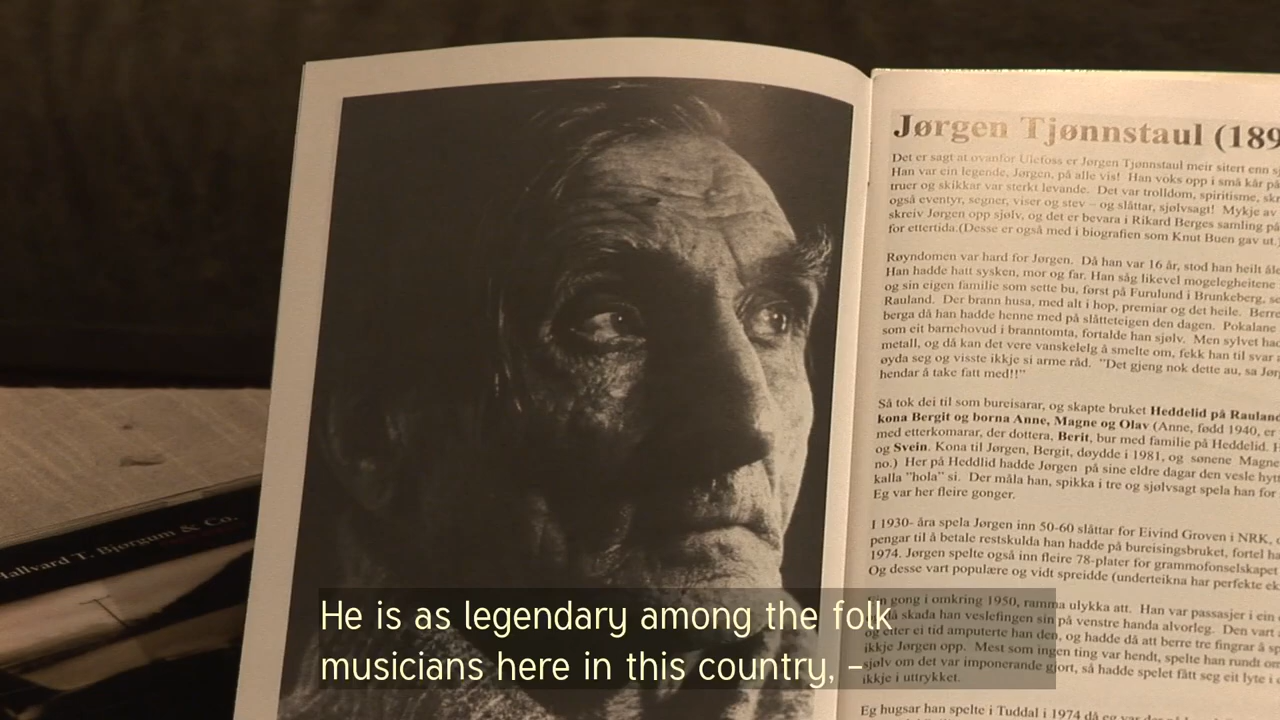 Jørgen Tjønnstaul (189
Det er sagt at ovanfor Ulefoss er Jørgen Tjønnstaul meir sitert enn
Han var ein legende, Jørgen, på alle vis! Han voks opp i små kår på
truer og skikkar var sterkt levande. Det var trolldom, spiritisme,
også eventyr, segner, viser og stev – og slåttar, sjølvsagt! Mykje av
skreiv Jørgen opp sjølv, og det er bevara i Rikard Berges samling på
for ettertida.(Desse er også med i biografien som Knut Buen gav ut.)
Røyndomen var hard for Jørgen. Då han var 16 år, stod han heilt
Han hadde hatt sysken, mor og far. Han såg likevel mogelegheitene
og sin eigen familie som sette bu, først på Furulund i Brunkeberg,
Rauland. Der brann husa, med alt i hop, premiar og det heile. Berre
berga då han hadde henne med på slåtteteigen den dagen. Pokalane
som eit barnehovud i branntomta, fortalde han sjølv. Men sylvet
metall, og då kan det vere vanskelelg å smelte om, fekk han til svar
øyda seg og visste ikkje si arme råd. "Det gjeng nok dette au, sa
hendar å take fatt med!!"
Så tok dei til som bureisarar, og skapte bruket Heddelid på Rauland
kona Bergit og borna Anne, Magne og Olav (Anne, fødd 1940, er
med etterkomarar, der dottera, Berit, bur med familie på Heddelid.
og Svein. Kona til Jørgen, Bergit, døydde i 1981, og sønene Magne
no.) Her på Heddlid hadde Jørgen på sine eldre dagar den vesle
kalla "hola" si. Der måla han, spikka i tre og sjølvsagt spela han for
Eg var her fleire gonger.
I 1930- åra spela Jørgen inn 50-60 slåttar for Eivind Groven i NRK,
pengar til å betale restskulda han hadde på bureisingsbruket, fortel
1974. Jørgen spelte også inn fleire 78-plater for grammofonselskapet
Og desse vart populære og vidt spreidde (underteikna har perfekte
Ein gong i omkring 1950, ramma ulykka att. Han var passasjer i ein
skada han veslefingen sin på venstre handa alvorleg. Den vart
og etter ei tid amputerte han den, og hadde då att berre tre fingrar å
ikkje Jørgen opp. Mest som ingen ting var hendt, spelte han rundt
sjølv om det var imponerande gjort, så hadde spelet fått seg eit lyte i
ikkje i uttrykket.
Eg hugsar han spelte i Tuddal i 1974 då eg var
Hallvard T. Bjørgum & Co.
He is as legendary among the folk
musicians here in this country, –